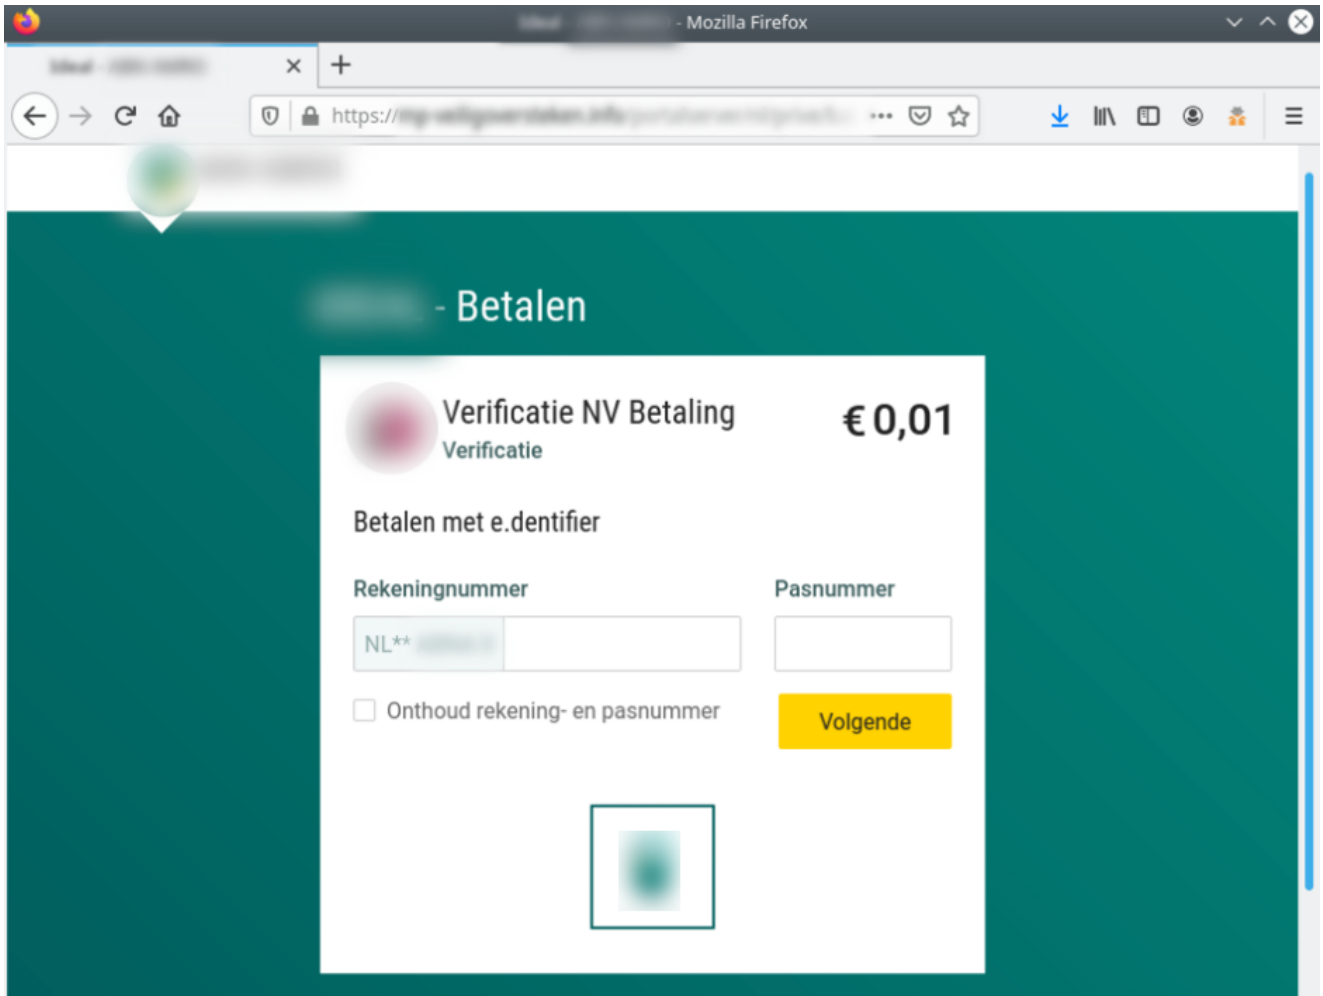 - Mozilla Firefox
https://
- Betalen
Verificatie NV Betaling
€ 0,01
Verificatie
Betalen met e.dentifier
Rekeningnummer
Pasnummer
NL**
Onthoud rekening- en pasnummer
Volgende